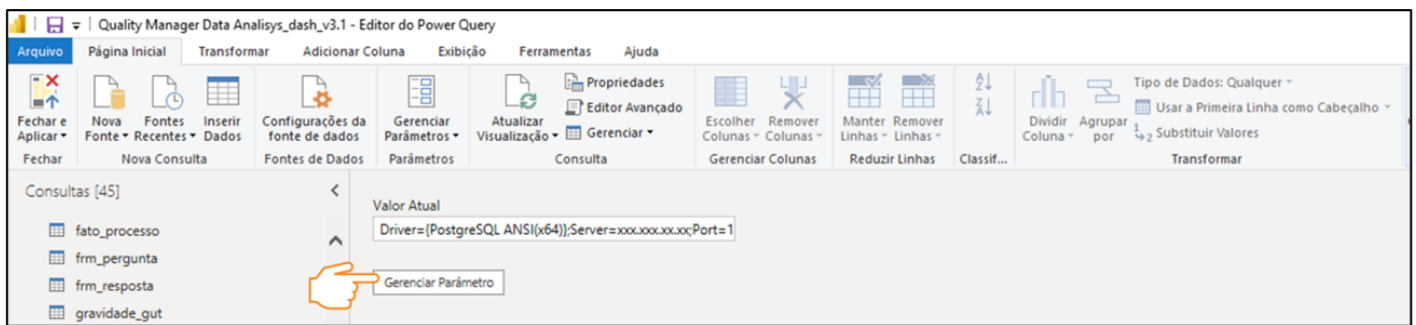 Quality Manager Data Analisys_dash_v3.1 - Editor do Power Query
Arquivo Página Inicial Transformar Adicionar Coluna Exibição Ferramentas Ajuda
Fechar e Aplicar
Nova Fonte
Fontes Recentes
Inserir Dados
Configurações da fonte de dados
Gerenciar Parâmetros
Atualizar Visualização
Propriedades
Editor Avançado
Gerenciar
Escolher Colunas
Remover Colunas
Manter Linhas
Remover Linhas
Dividir Coluna
Agrupar por
Tipo de Dados: Qualquer
Usar a Primeira Linha como Cabeçalho
Substituir Valores
Fechar Nova Consulta Fontes de Dados Parâmetros Consulta Gerenciar Colunas Reduzir Linhas Classif... Transformar
Consultas [45]
fato_processo
frm_pergunta
frm_resposta
gravidade_gut
Valor Atual
Driver={PostgreSQL ANSI(x64)};Server=xxx.xxx.xx.xx;Port=1
Gerenciar Parâmetro